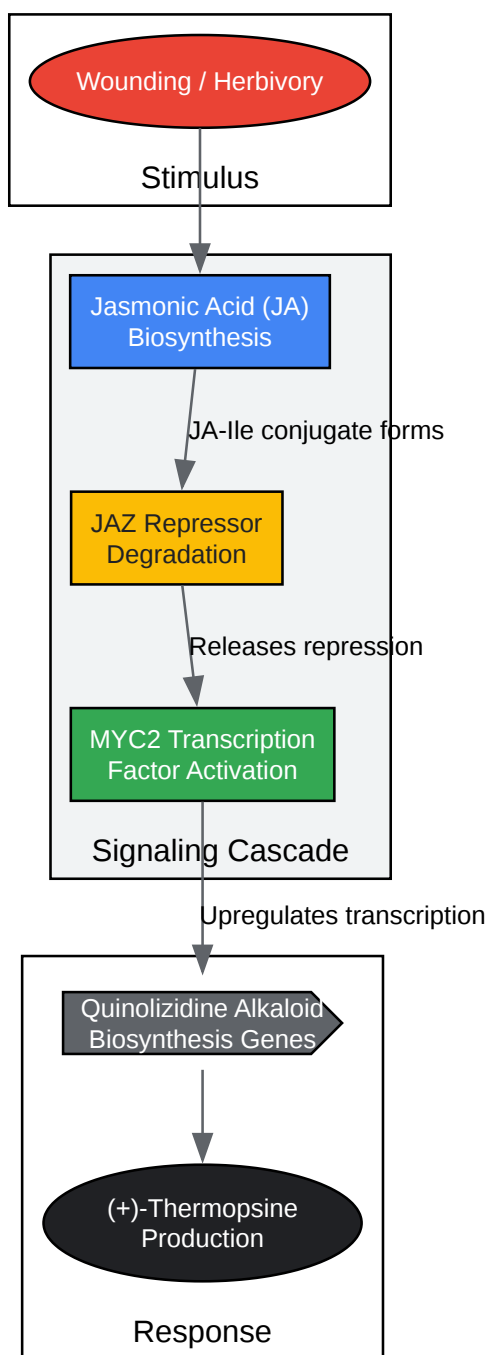 Wounding / Herbivory
Stimulus
Jasmonic Acid (JA)
Biosynthesis
JA-Ile conjugate forms
JAZ Repressor
Degradation
Releases repression
MYC2 Transcription
Factor Activation
Signaling Cascade
Upregulates transcription
Quinolizidine Alkaloid
Biosynthesis Genes
(+)-Thermopsine
Production
Response